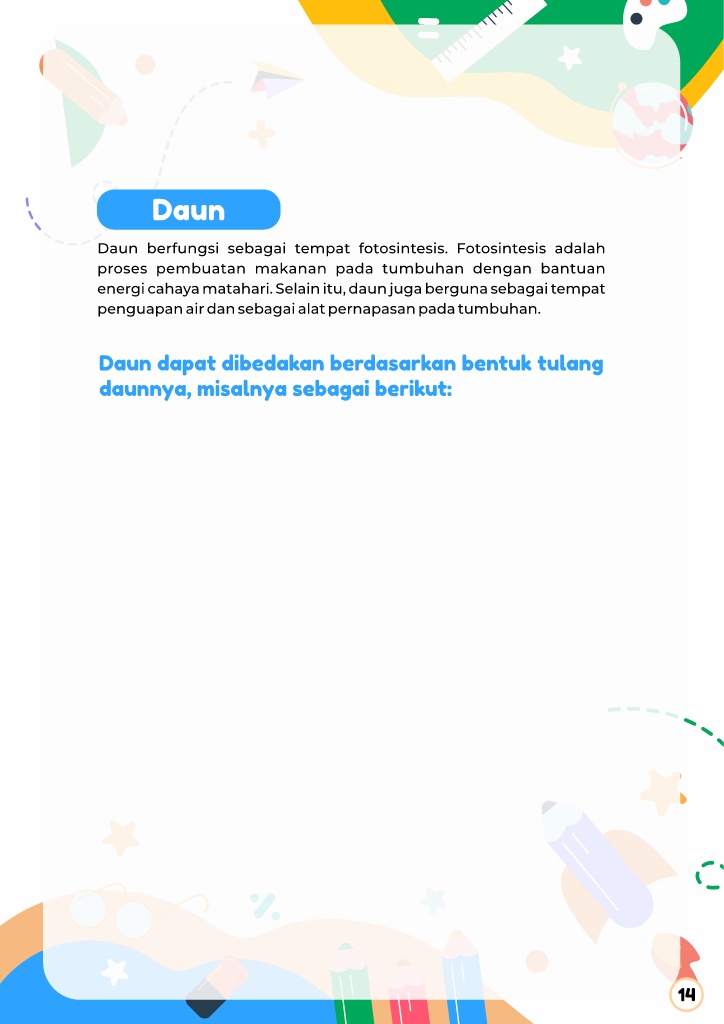 Daun
Daun berfungsi sebagai tempat fotosintesis. Fotosintesis adalah
proses pembuatan makanan pada tumbuhan dengan bantuan
energi cahaya matahari. Selain itu, daun juga berguna sebagai tempat
penguapan air dan sebagai alat pernapasan pada tumbuhan.
Daun dapat dibedakan berdasarkan bentuk tulang
daunnya, misalnya sebagai berikut:
14